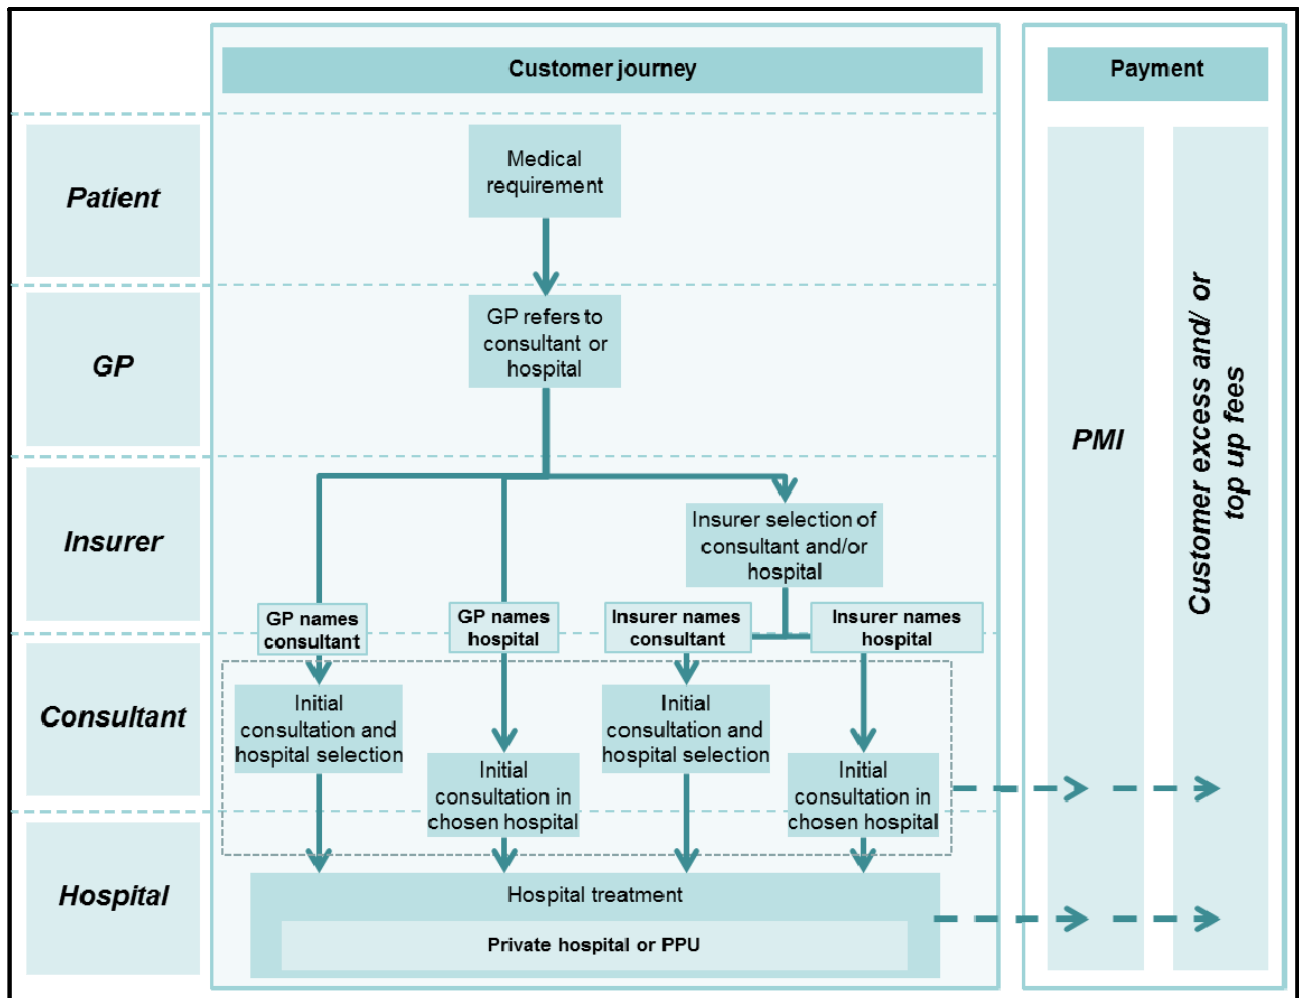 Customer journey
Payment
Patient
Medical
requirement
GP
GP refers to
consultant or
hospital
PMI
Customer excess and/ or
top up fees
Insurer
Insurer selection of
consultant and/or
hospital
GP names
consultant
GP names
hospital
Insurer names
consultant
Insurer names
hospital
Consultant
Initial
consultation and
hospital selection
Initial
consultation in
chosen hospital
Initial
consultation and
hospital selection
Initial
consultation in
chosen hospital
Hospital
Hospital treatment
Private hospital or PPU